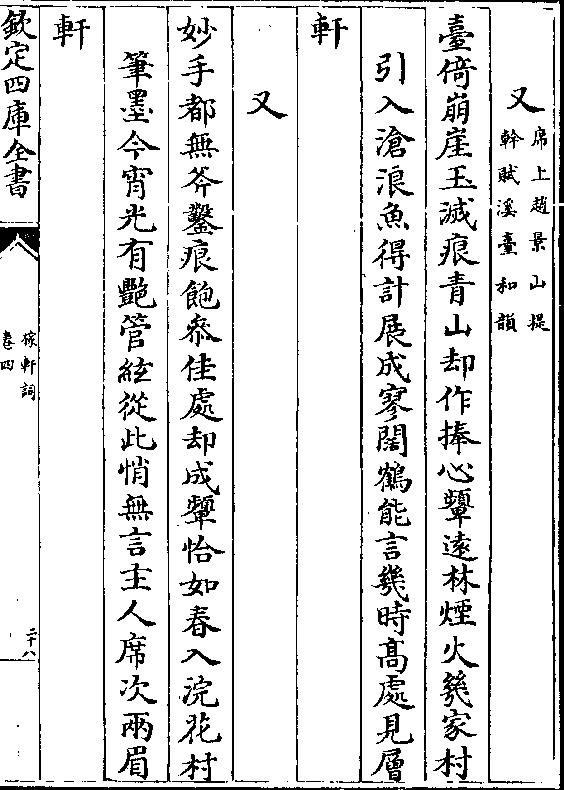 又席上趙景山提
幹賦溪臺和韻
臺倚崩崖玉滅痕青山却作捧心顰遠林煙火幾家村
引入滄浪魚得計展成寥闊鶴能言幾時髙處見層
軒
又
妙手都無斧鑿痕飽叅佳處却成顰恰如春入浣花村
筆墨今宵光有艷管絃從此悄無言主人席次兩眉
軒
欽定四庫全書
稼軒詞
卷四
二十八